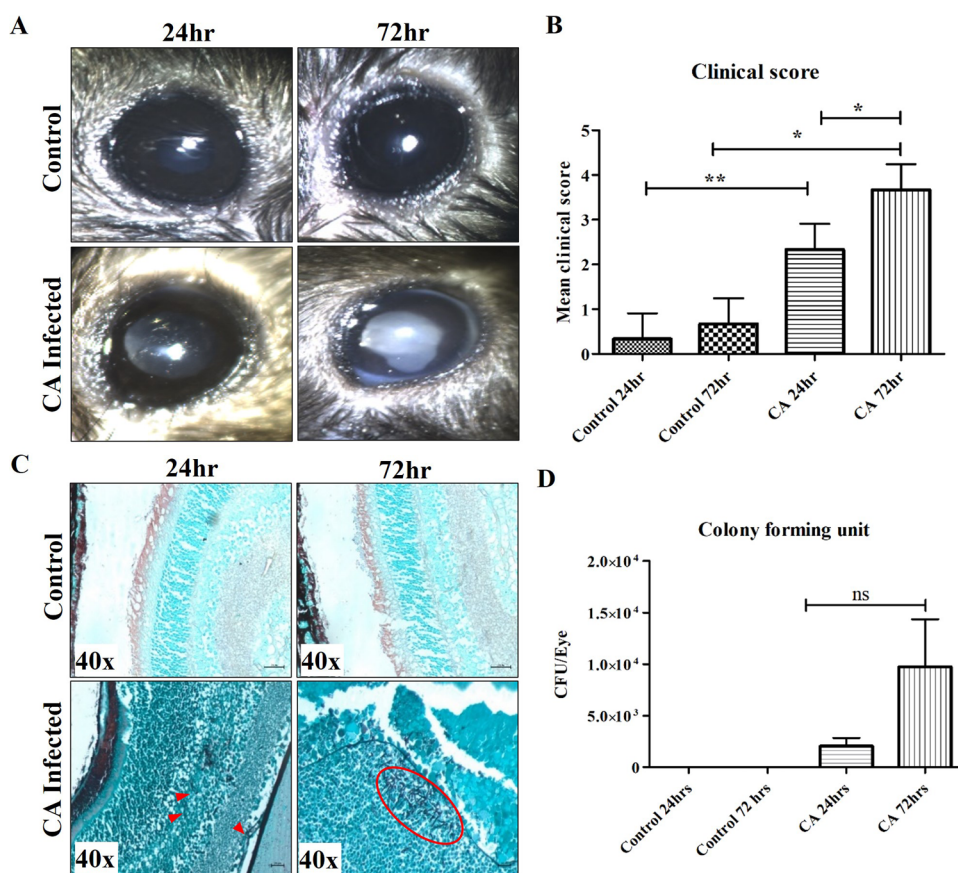 A
24hr
72hr
Control
CA Infected
B
Clinical score
Mean clinical score
5
4
3
2
1
0
*
*
**
Control 24hr
Control 72hr
CA 24hr
CA 72hr
C
24hr
72hr
Control
CA Infected
40x
40x
40x
40x
D
Colony forming unit
CFU/Eye
2.0×10⁴
1.5×10⁴
1.0×10⁴
5.0×10³
0
ns
Control 24hrs
Control 72 hrs
CA 24hrs
CA 72hrs